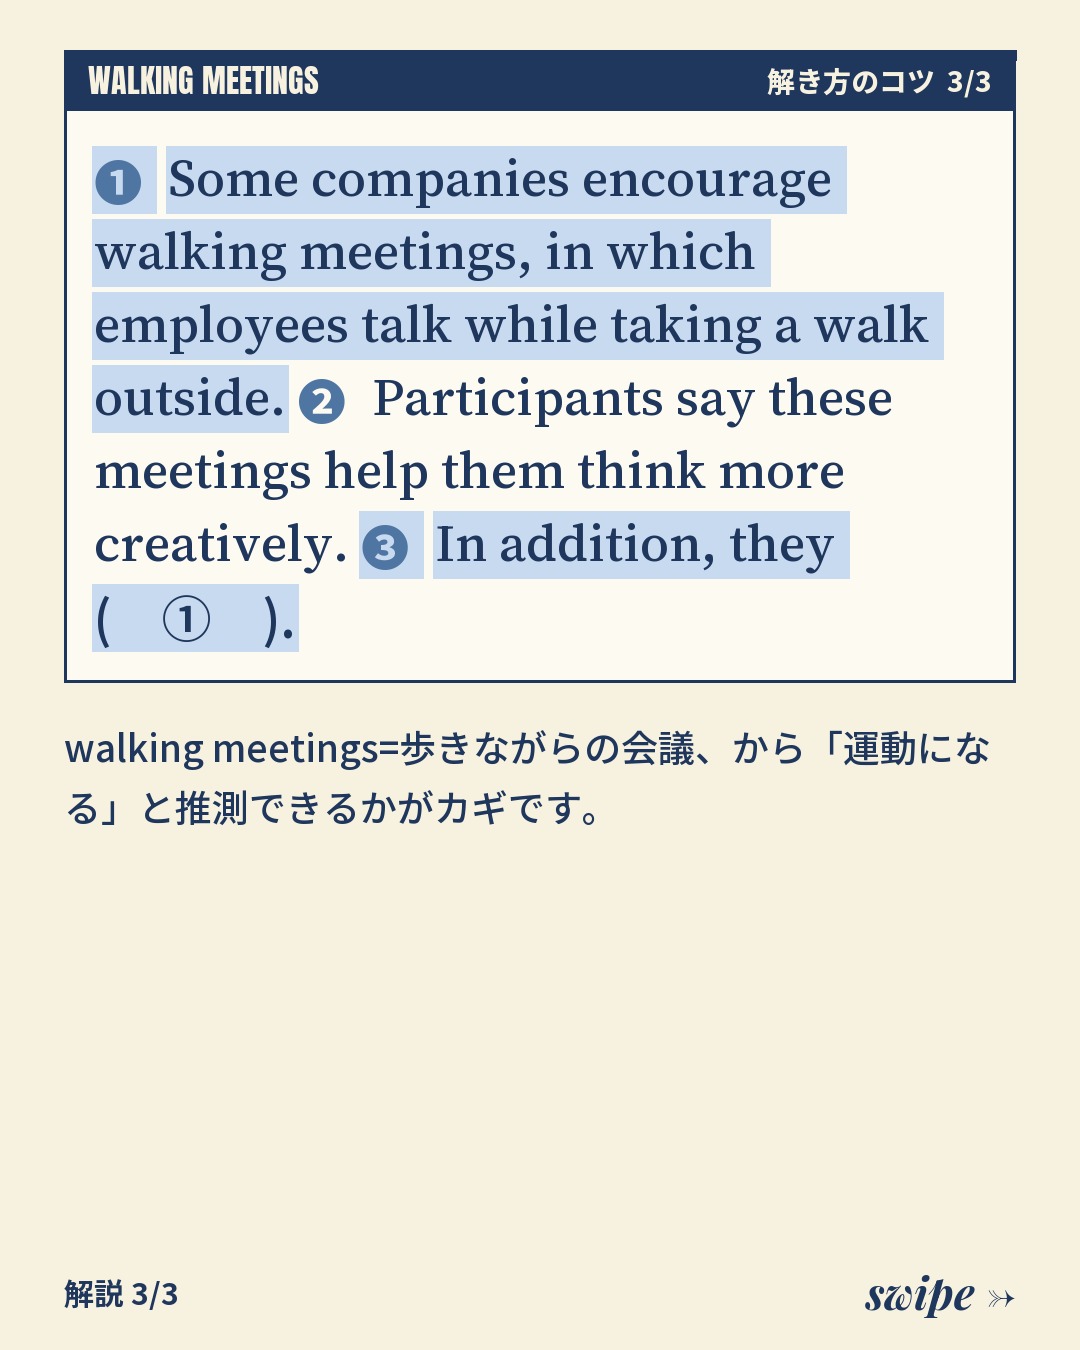 WALKING MEETINGS
解き方のコツ 3/3
❶ Some companies encourage
walking meetings, in which
employees talk while taking a walk
outside. ❷ Participants say these
meetings help them think more
creatively. ❸ In addition, they
(　①　).
walking meetings=歩きながらの会議、から「運動にな
る」と推測できるかがカギです。
解説 3/3
swipe